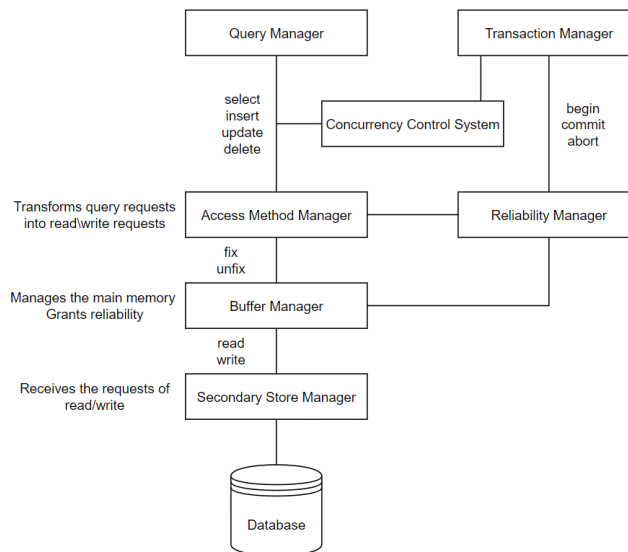 Query Manager
Transaction Manager
select
insert
update
delete
Concurrency Control System
begin
commit
abort
Transforms query requests
into read\write requests
Access Method Manager
Reliability Manager
fix
unfix
Manages the main memory
Grants reliability
Buffer Manager
read
write
Receives the requests of
read/write
Secondary Store Manager
Database